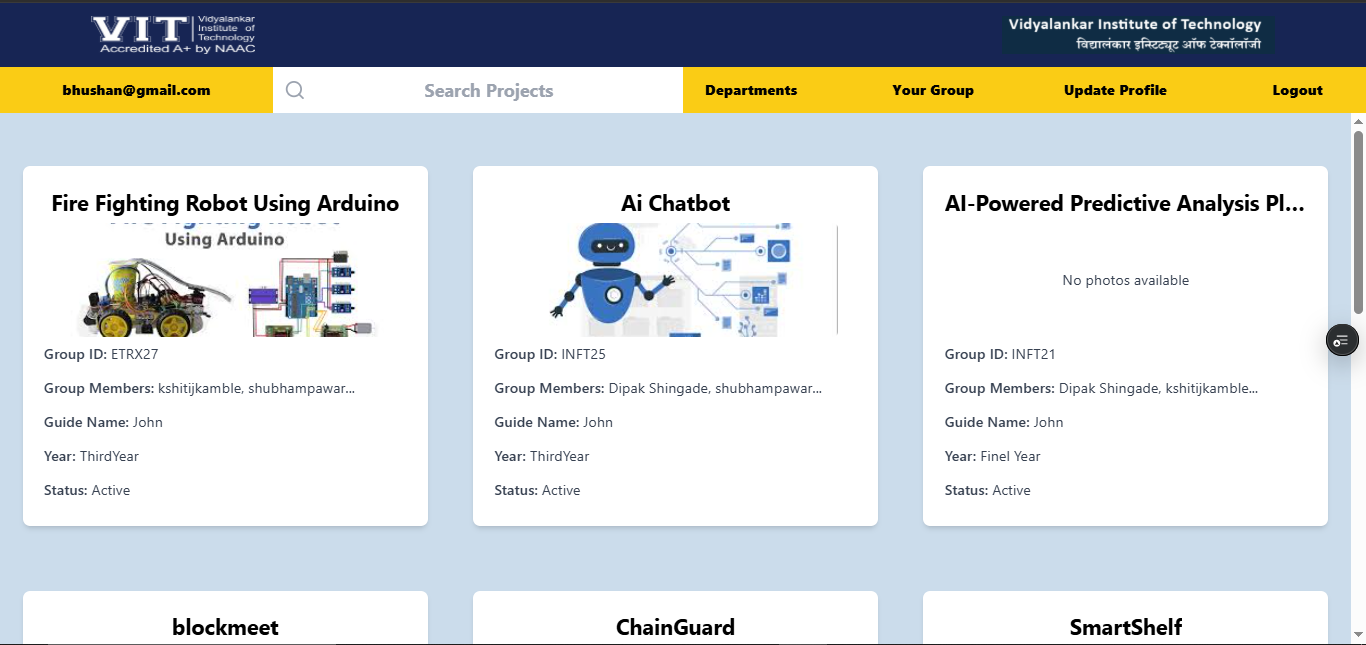 VIT Vidyalankar
Institute of
Technology
Accredited A+ by NAAC
Vidyalankar Institute of Technology
विद्यालंकार इन्स्टिट्यूट ऑफ टेक्नॉलॉजी
bhushan@gmail.com
Search Projects
Departments
Your Group
Update Profile
Logout
Fire Fighting Robot Using Arduino
Fire Fighting Robot
Using Arduino
Group ID: ETRX27
Group Members: kshitijkamble, shubhampawar...
Guide Name: John
Year: ThirdYear
Status: Active
Ai Chatbot
Group ID: INFT25
Group Members: Dipak Shingade, shubhampawar...
Guide Name: John
Year: ThirdYear
Status: Active
AI-Powered Predictive Analysis Pl...
No photos available
Group ID: INFT21
Group Members: Dipak Shingade, kshitijkamble...
Guide Name: John
Year: Finel Year
Status: Active
blockmeet
ChainGuard
SmartShelf